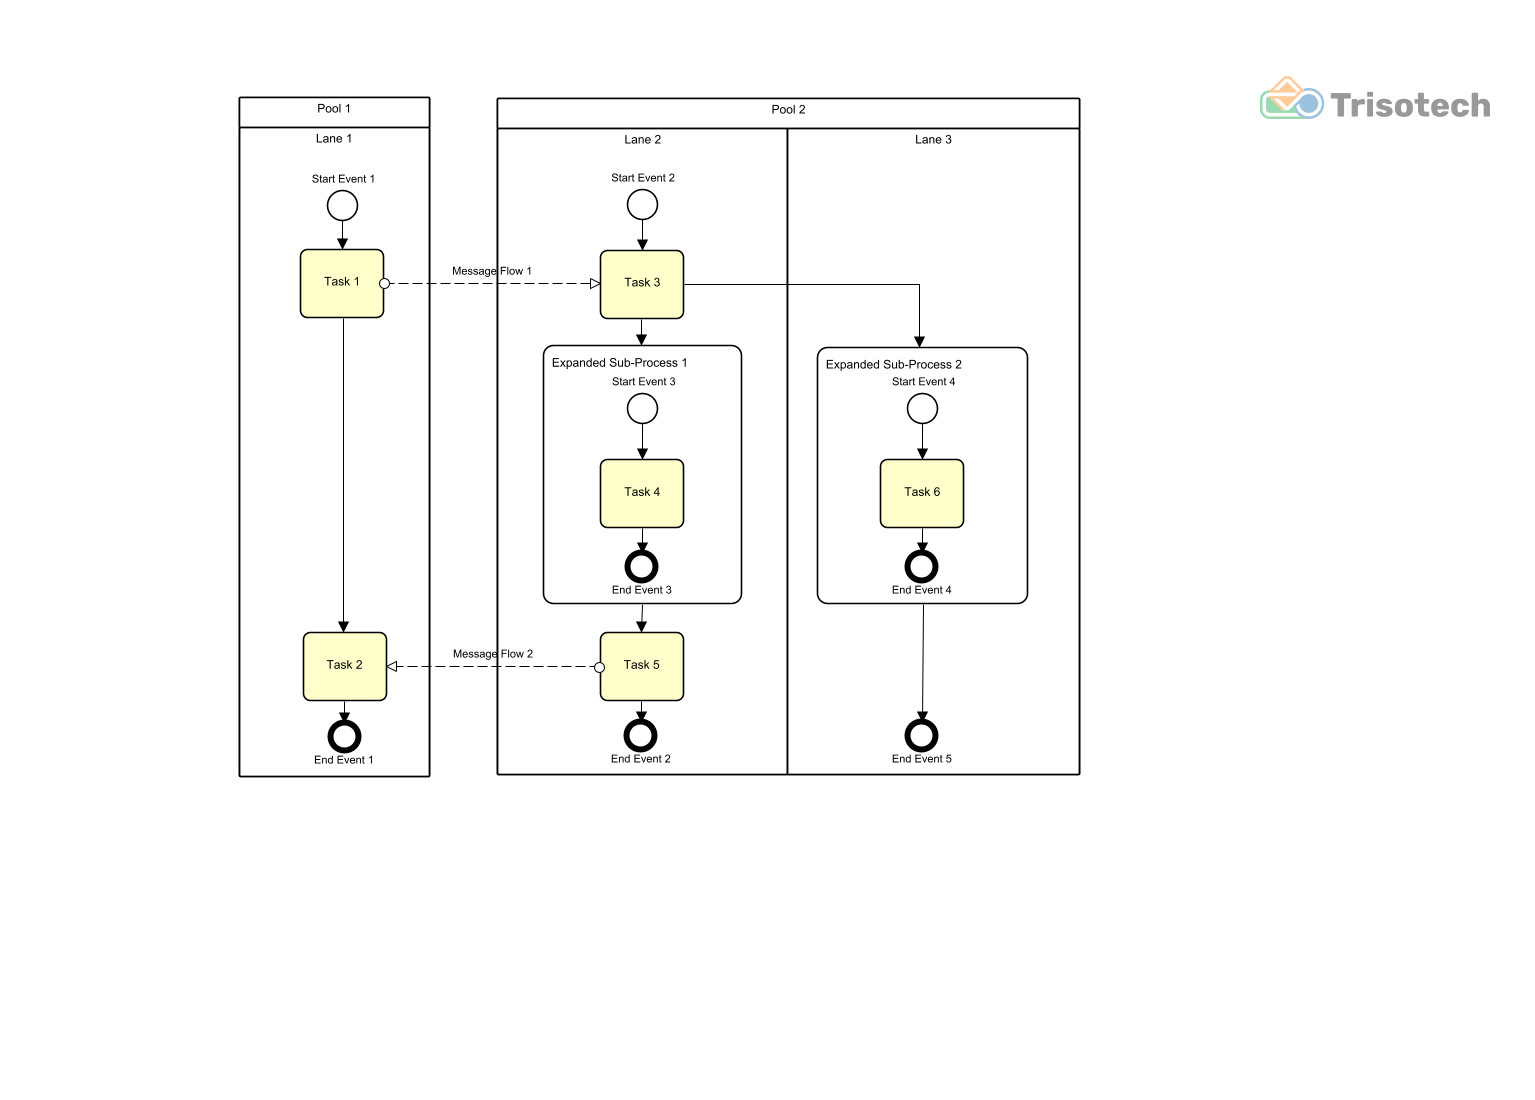 Trisotech
Pool 1
Pool 2
Lane 1
Lane 2
Lane 3
Start Event 1
Start Event 2
Task 1
Message Flow 1
Task 3
Expanded Sub-Process 1
Expanded Sub-Process 2
Start Event 3
Start Event 4
Task 4
Task 6
End Event 3
End Event 4
Task 2
Message Flow 2
Task 5
End Event 1
End Event 2
End Event 5